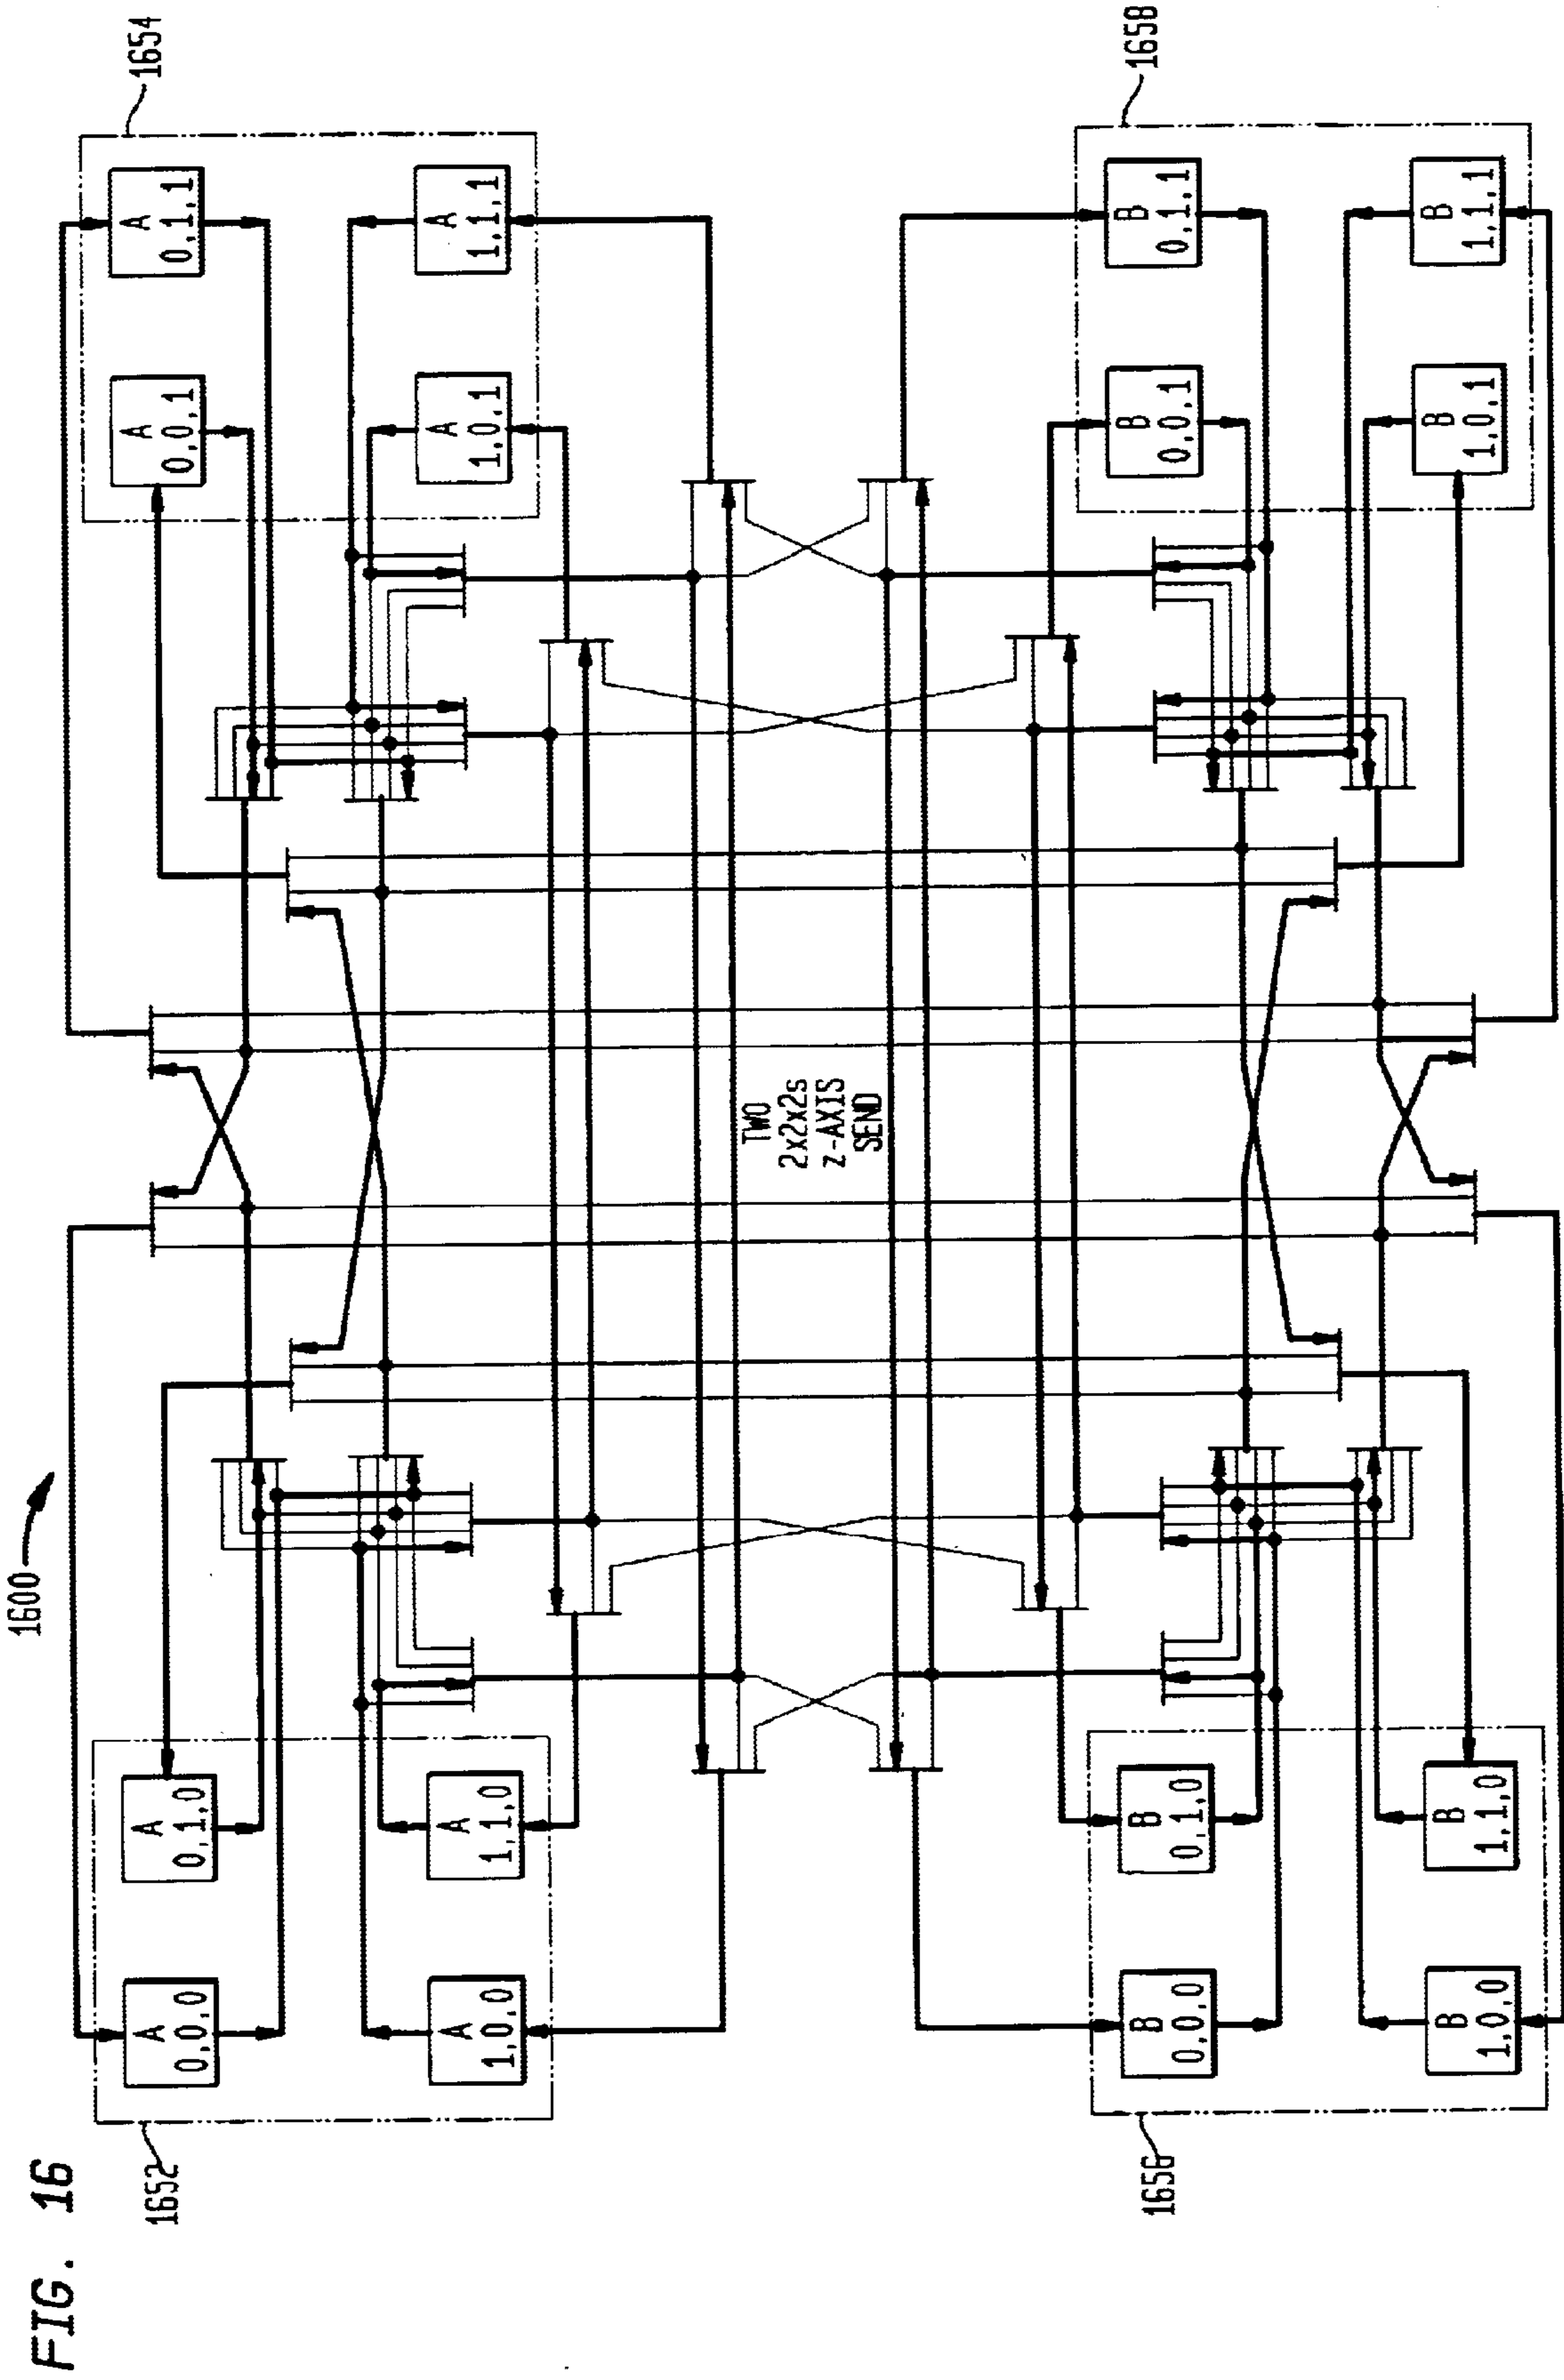 FIG. 16
1600
1652
A
0,0,0
A
0,1,0
A
1,0,0
A
1,1,0
1654
A
0,0,1
A
0,1,1
A
1,0,1
A
1,1,1
TWO
2x2x2s
z-AXIS
SEND
1656
B
0,0,0
B
0,1,0
B
1,0,0
B
1,1,0
1658
B
0,0,1
B
0,1,1
B
1,0,1
B
1,1,1